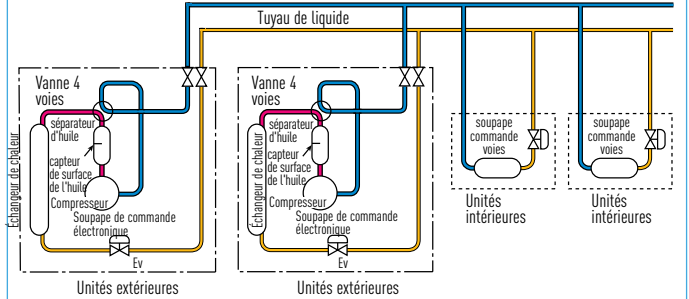 Tuyau de liquide
Vanne 4
voies
séparateur
d'huile
capteur
de surface
de l'huile
Compresseur
Échangeur de chaleur
Soupape de commande
électronique
Ev
Unités extérieures
Vanne 4
voies
séparateur
d'huile
capteur
de surface
de l'huile
Compresseur
Échangeur de chaleur
Soupape de commande
électronique
Ev
Unités extérieures
soupape
commande
voies
Unités
intérieures
soupape
commande
voies
Unités
intérieures